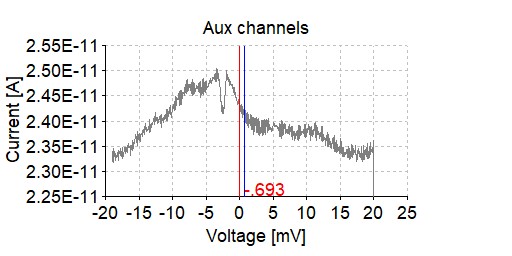 Aux channels
2.55E-11
2.50E-11
2.45E-11
2.40E-11
2.35E-11
2.30E-11
2.25E-11
Current [A]
-.693
-20 -15 -10 -5 0 5 10 15 20 25
Voltage [mV]